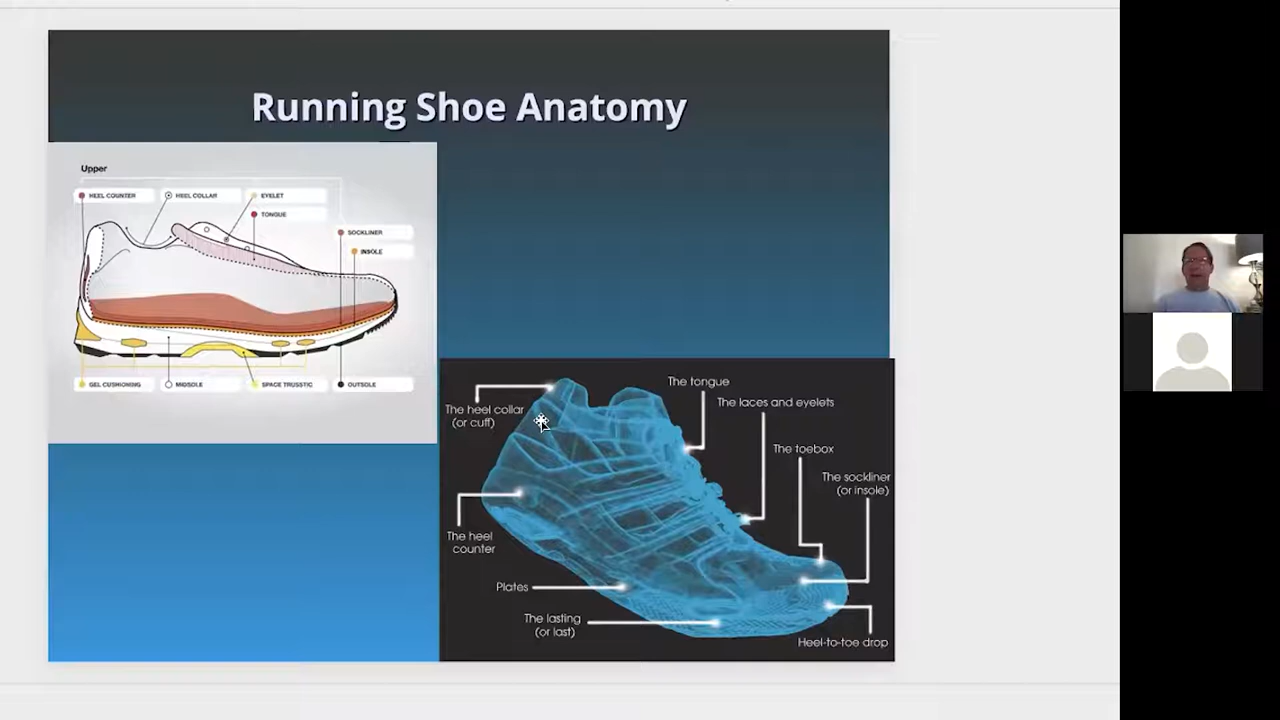 Running Shoe Anatomy
Upper
HEEL COUNTER
HEEL COLLAR
EYELET
TONGUE
SOCKLINER
INSOLE
GEL CUSHIONING
MIDSOLE
SPACE TRUSSTIC
OUTSOLE
The tongue
The heel collar
(or cuff)
The laces and eyelets
The toebox
The sockliner
(or insole)
The heel
counter
Plates
The lasting
(or last)
Heel-to-toe drop